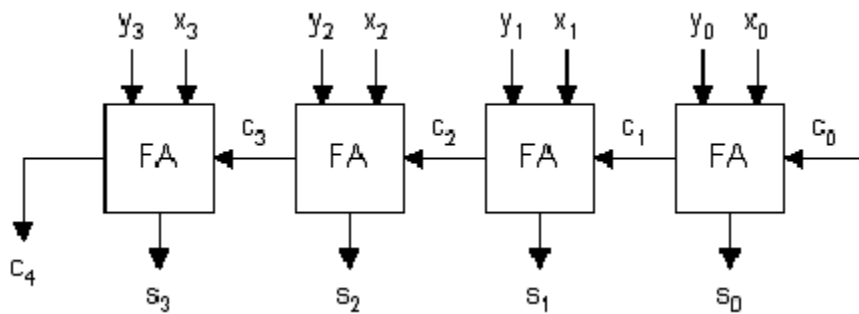 y₃ x₃ y₂ x₂ y₁ x₁ y₀ x₀
c₃ c₂ c₁ c₀
FA FA FA FA
c₄
s₃ s₂ s₁ s₀